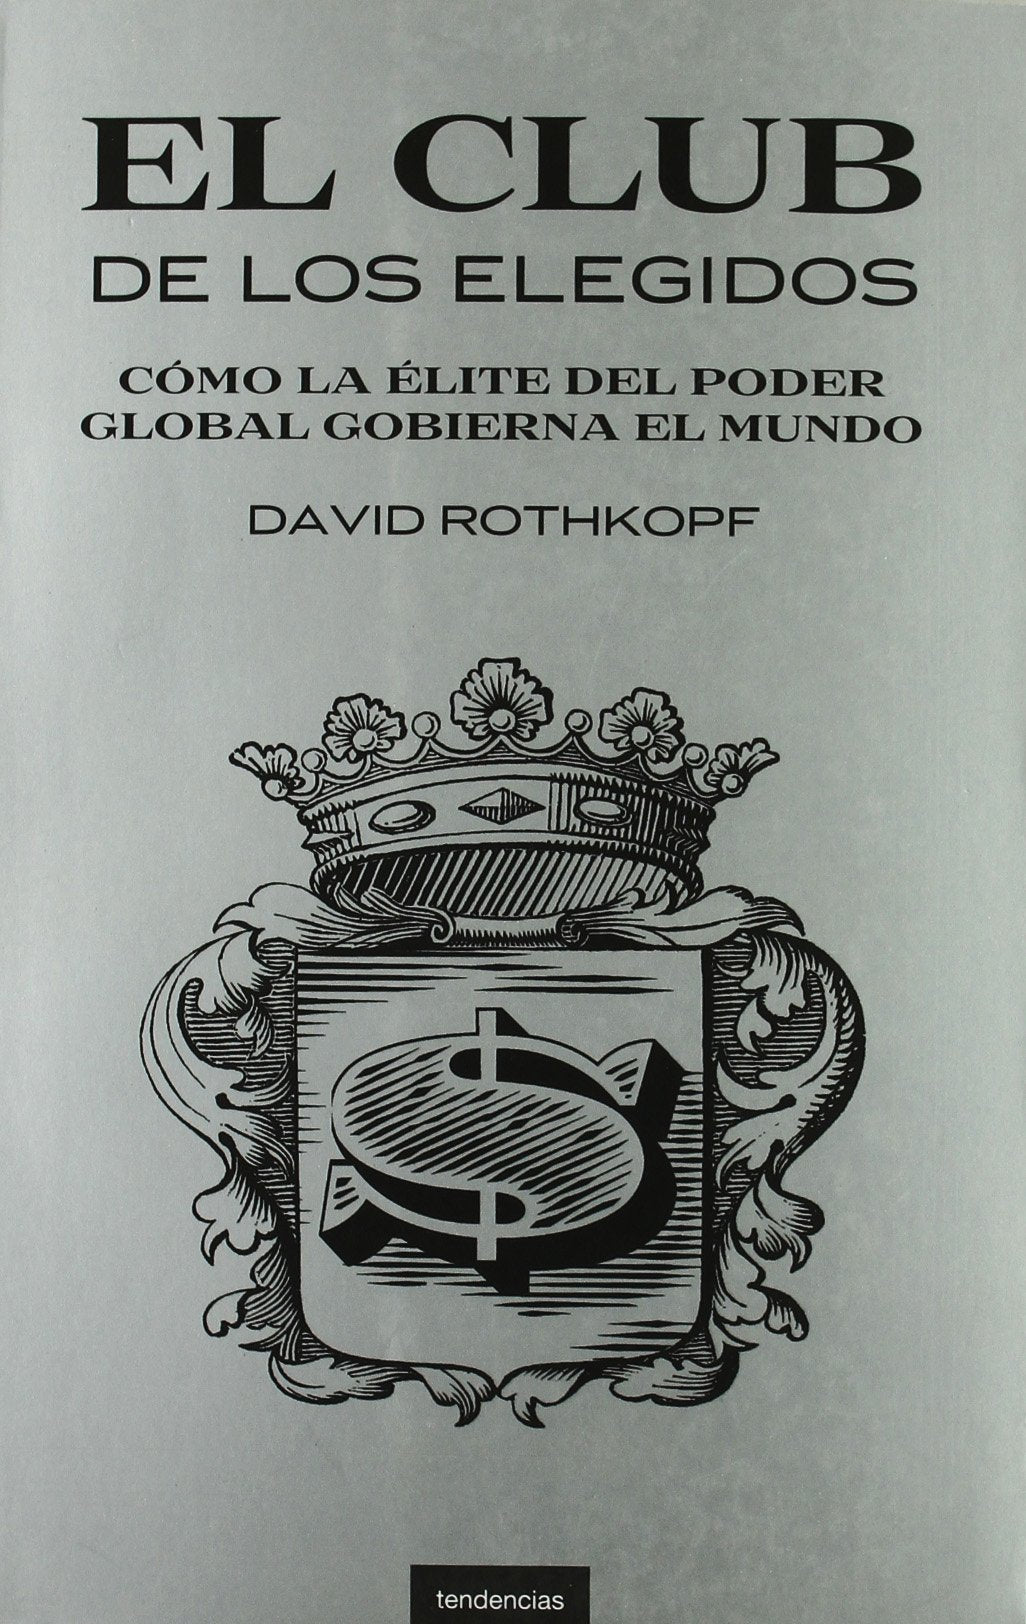 EL CLUB
DE LOS ELEGIDOS
CÓMO LA ÉLITE DEL PODER
GLOBAL GOBIERNA EL MUNDO
DAVID ROTHKOPF
$
tendencias